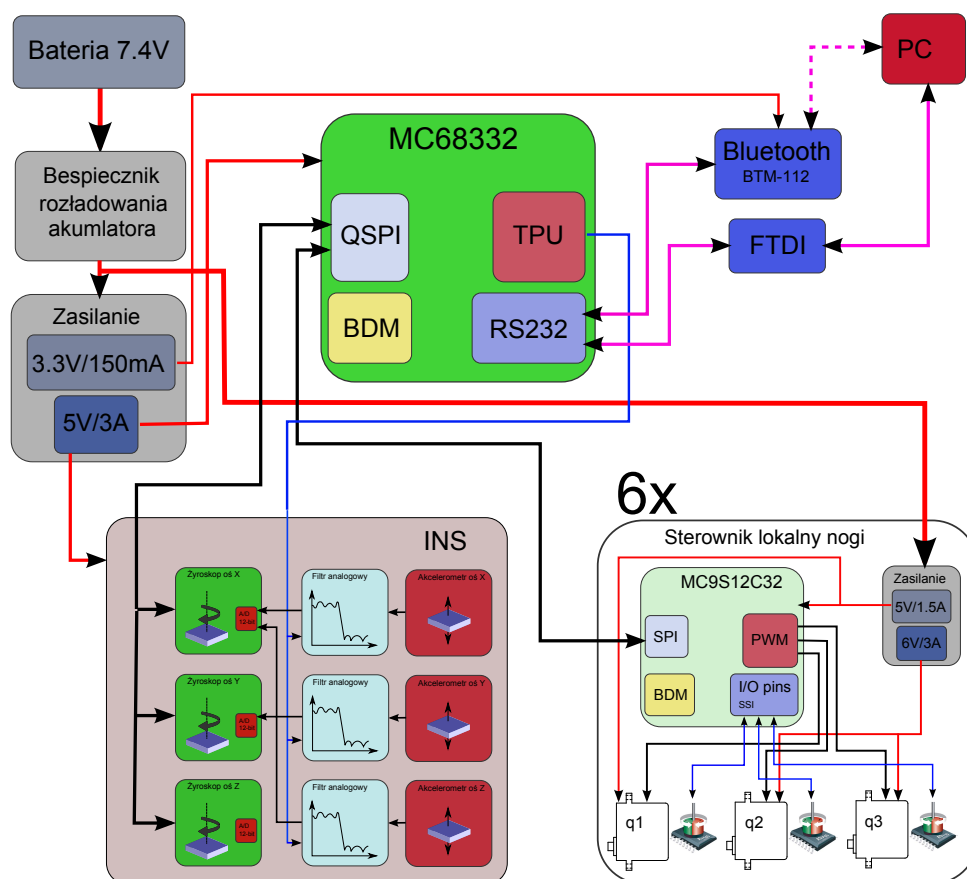 Bateria 7.4V
PC
MC68332
Bluetooth
BTM-112
Bespiecznik
rozładowania
akumlatora
QSPI
TPU
FTDI
Zasilanie
BDM
RS232
3.3V/150mA
5V/3A
6x
INS
Sterownik lokalny nogi
Żyroskop oś X
Filtr analogowy
Akcelerometr oś X
MC9S12C32
Zasilanie
5V/1.5A
A/D
12-bit
SPI
PWM
6V/3A
Żyroskop oś Y
Filtr analogowy
Akcelerometr oś Y
BDM
I/O pins
SSI
A/D
12-bit
Żyroskop oś Z
Filtr analogowy
Akcelerometr oś Z
A/D
12-bit
q1
q2
q3